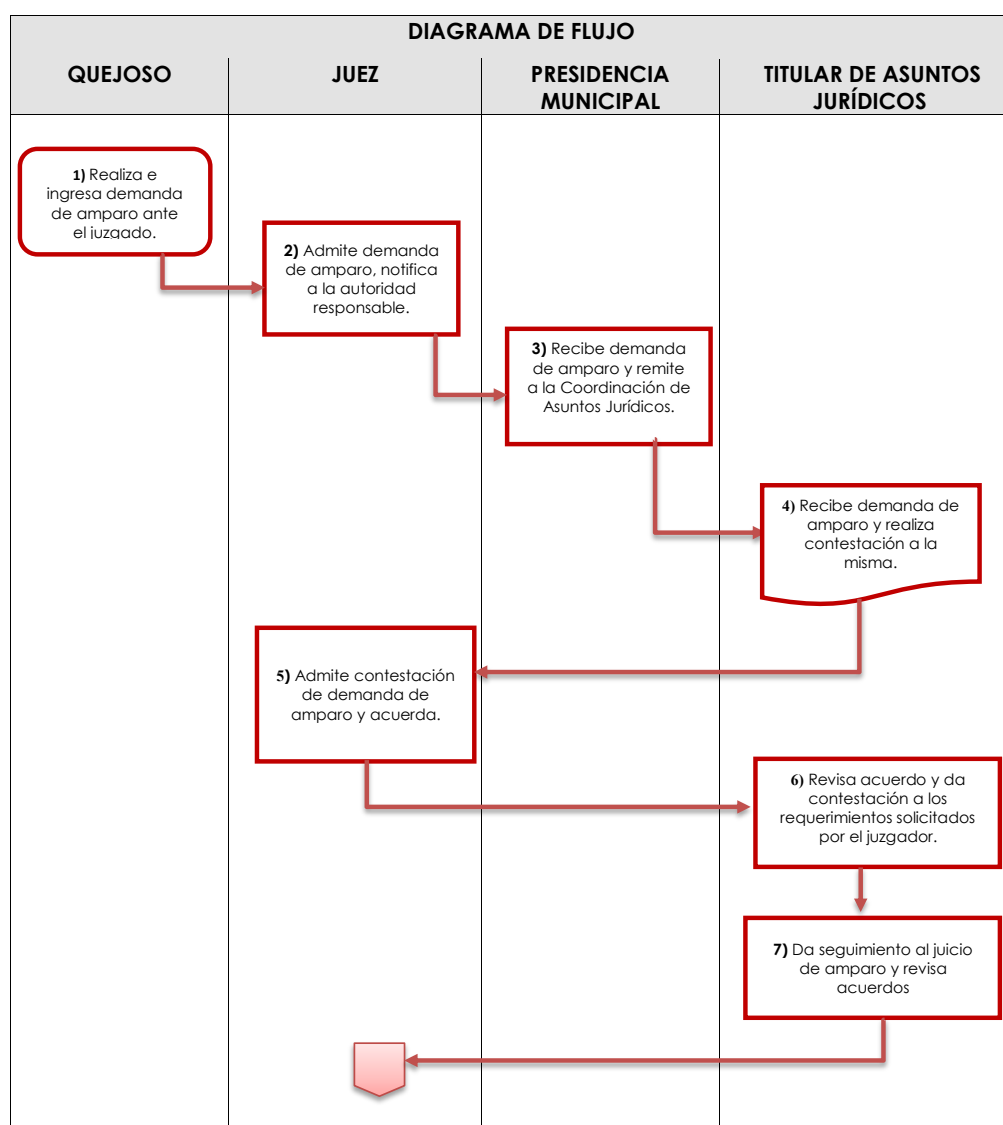 DIAGRAMA DE FLUJO
QUEJOSO
JUEZ
PRESIDENCIA
MUNICIPAL
TITULAR DE ASUNTOS
JURÍDICOS
1) Realiza e
ingresa demanda
de amparo ante
el juzgado.
2) Admite demanda
de amparo, notifica
a la autoridad
responsable.
3) Recibe demanda
de amparo y remite
a la Coordinación de
Asuntos Jurídicos.
4) Recibe demanda de
amparo y realiza
contestación a la
misma.
5) Admite contestación
de demanda de
amparo y acuerda.
6) Revisa acuerdo y da
contestación a los
requerimientos solicitados
por el juzgador.
7) Da seguimiento al juicio
de amparo y revisa
acuerdos